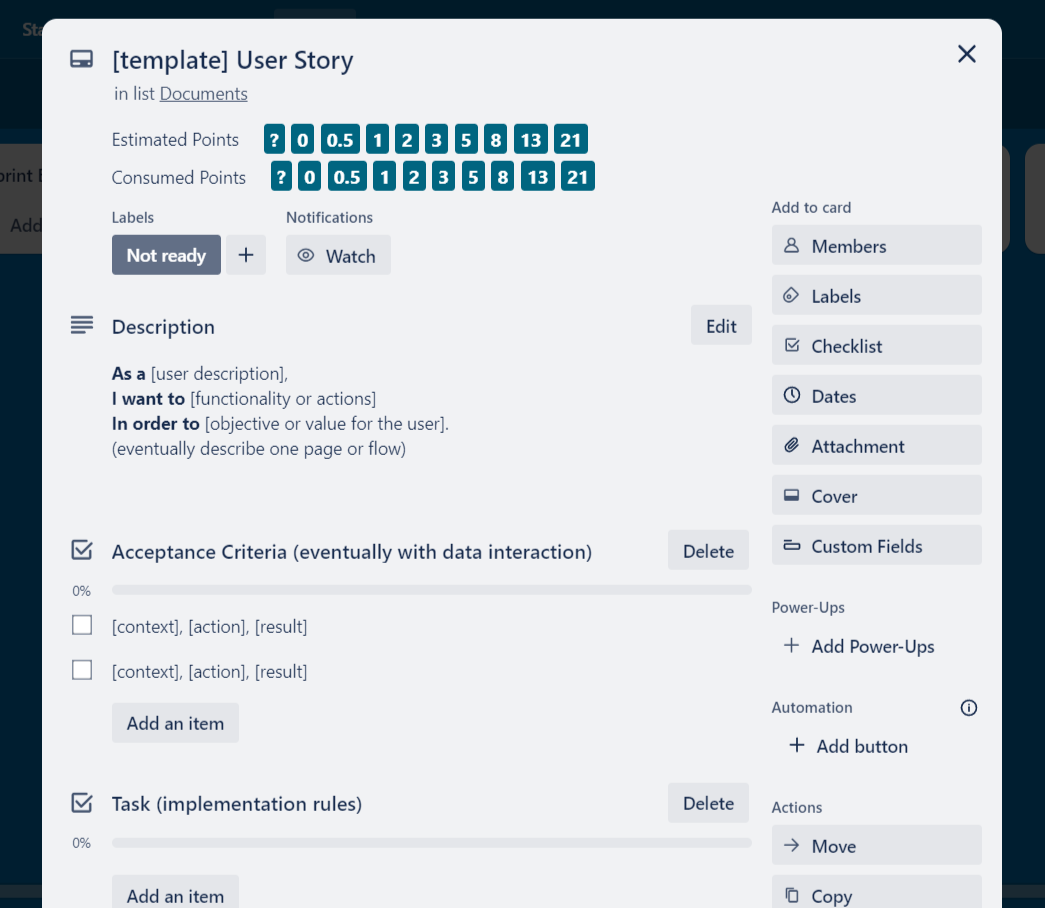 Sta
[template] User Story
in list Documents
Estimated Points ? 0 0.5 1 2 3 5 8 13 21
Consumed Points ? 0 0.5 1 2 3 5 8 13 21
Labels
Not ready
Notifications
Watch
Description
Edit
As a [user description],
I want to [functionality or actions]
In order to [objective or value for the user].
(eventually describe one page or flow)
Acceptance Criteria (eventually with data interaction)
Delete
0%
[context], [action], [result]
[context], [action], [result]
Add an item
Task (implementation rules)
Delete
0%
Add an item
Add to card
Members
Labels
Checklist
Dates
Attachment
Cover
Custom Fields
Power-Ups
Add Power-Ups
Automation
Add button
Actions
Move
Copy
Add